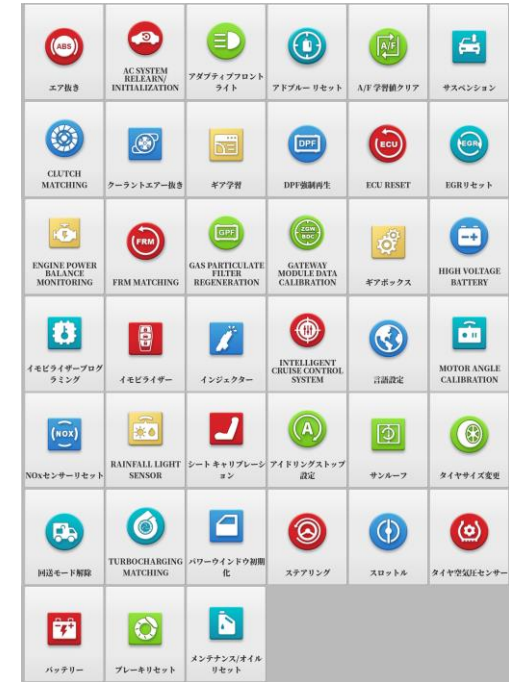 ABS
エア抜き
AC SYSTEM
RELEARN/
INITIALIZATION
アダプティブフロント
ライト
アドブルー リセット
A/F
A/F 学習値クリア
サスペンション
CLUTCH
MATCHING
クーラントエアー抜き
ギア学習
DPF
DPF強制再生
ECU
ECU RESET
EGR
EGRリセット
ENGINE POWER
BALANCE
MONITORING
FRM
FRM MATCHING
GPF
GAS PARTICULATE
FILTER
REGENERATION
ZGW
BDC
GATEWAY
MODULE DATA
CALIBRATION
ギアボックス
HIGH VOLTAGE
BATTERY
イモビライザープログ
ラミング
イモビライザー
インジェクター
INTELLIGENT
CRUISE CONTROL
SYSTEM
言語設定
MOTOR ANGLE
CALIBRATION
NOX
NOxセンサーリセット
RAINFALL LIGHT
SENSOR
シート キャリブレーシ
ョン
A
アイドリングストップ
設定
サンルーフ
タイヤサイズ変更
回送モード解除
TURBOCHARGING
MATCHING
パワーウインドウ初期
化
ステアリング
スロットル
タイヤ空気圧センサー
バッテリー
ブレーキリセット
メンテナンス/オイル
リセット